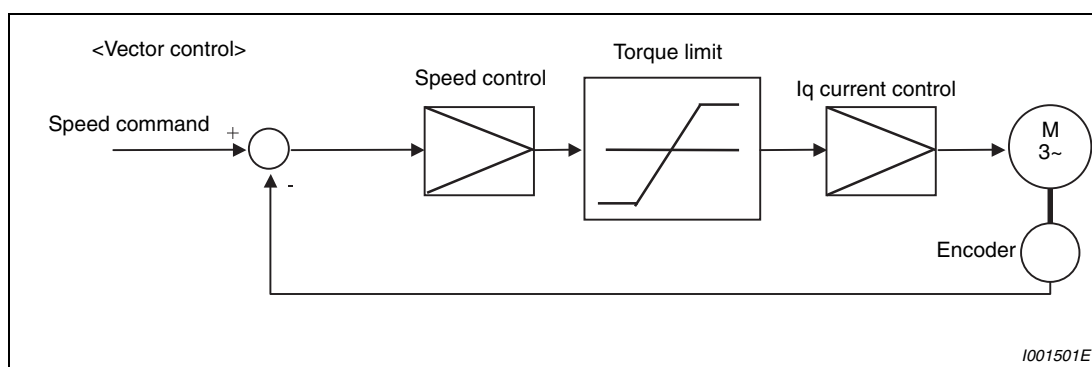 <Vector control>
Torque limit
Speed control
Iq current control
Speed command
+
-
M
3~
Encoder
I001501E